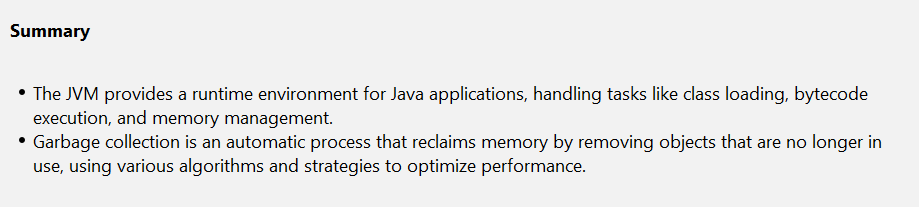 Summary
• The JVM provides a runtime environment for Java applications, handling tasks like class loading, bytecode
execution, and memory management.
• Garbage collection is an automatic process that reclaims memory by removing objects that are no longer in
use, using various algorithms and strategies to optimize performance.